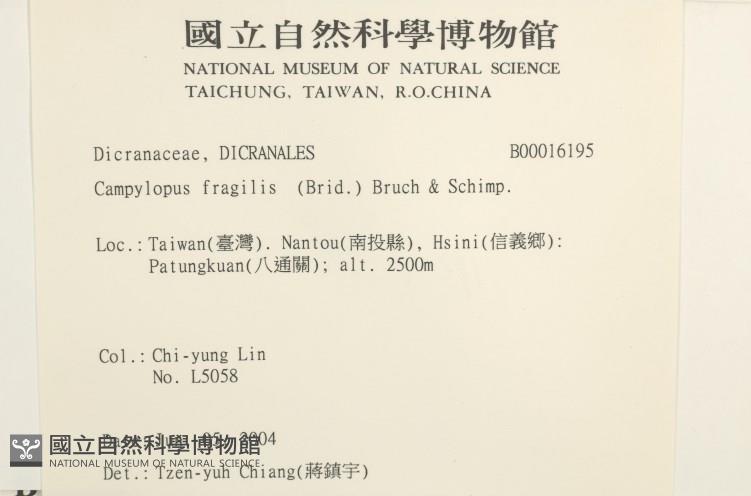 國立自然科學博物館
NATIONAL MUSEUM OF NATURAL SCIENCE
TAICHUNG, TAIWAN, R.O.CHINA
Dicranaceae, DICRANALES B00016195
Campylopus fragilis (Brid.) Bruch & Schimp.
Loc.: Taiwan(臺灣). Nantou(南投縣), Hsini(信義鄉):
Patungkuan(八通關); alt. 2500m
Col.: Chi-yung Lin
No. L5058
2004
國立自然科學博物館
NATIONAL MUSEUM OF NATURAL SCIENCE
Det.: Tzen-yuh Chiang(蔣鎮宇)